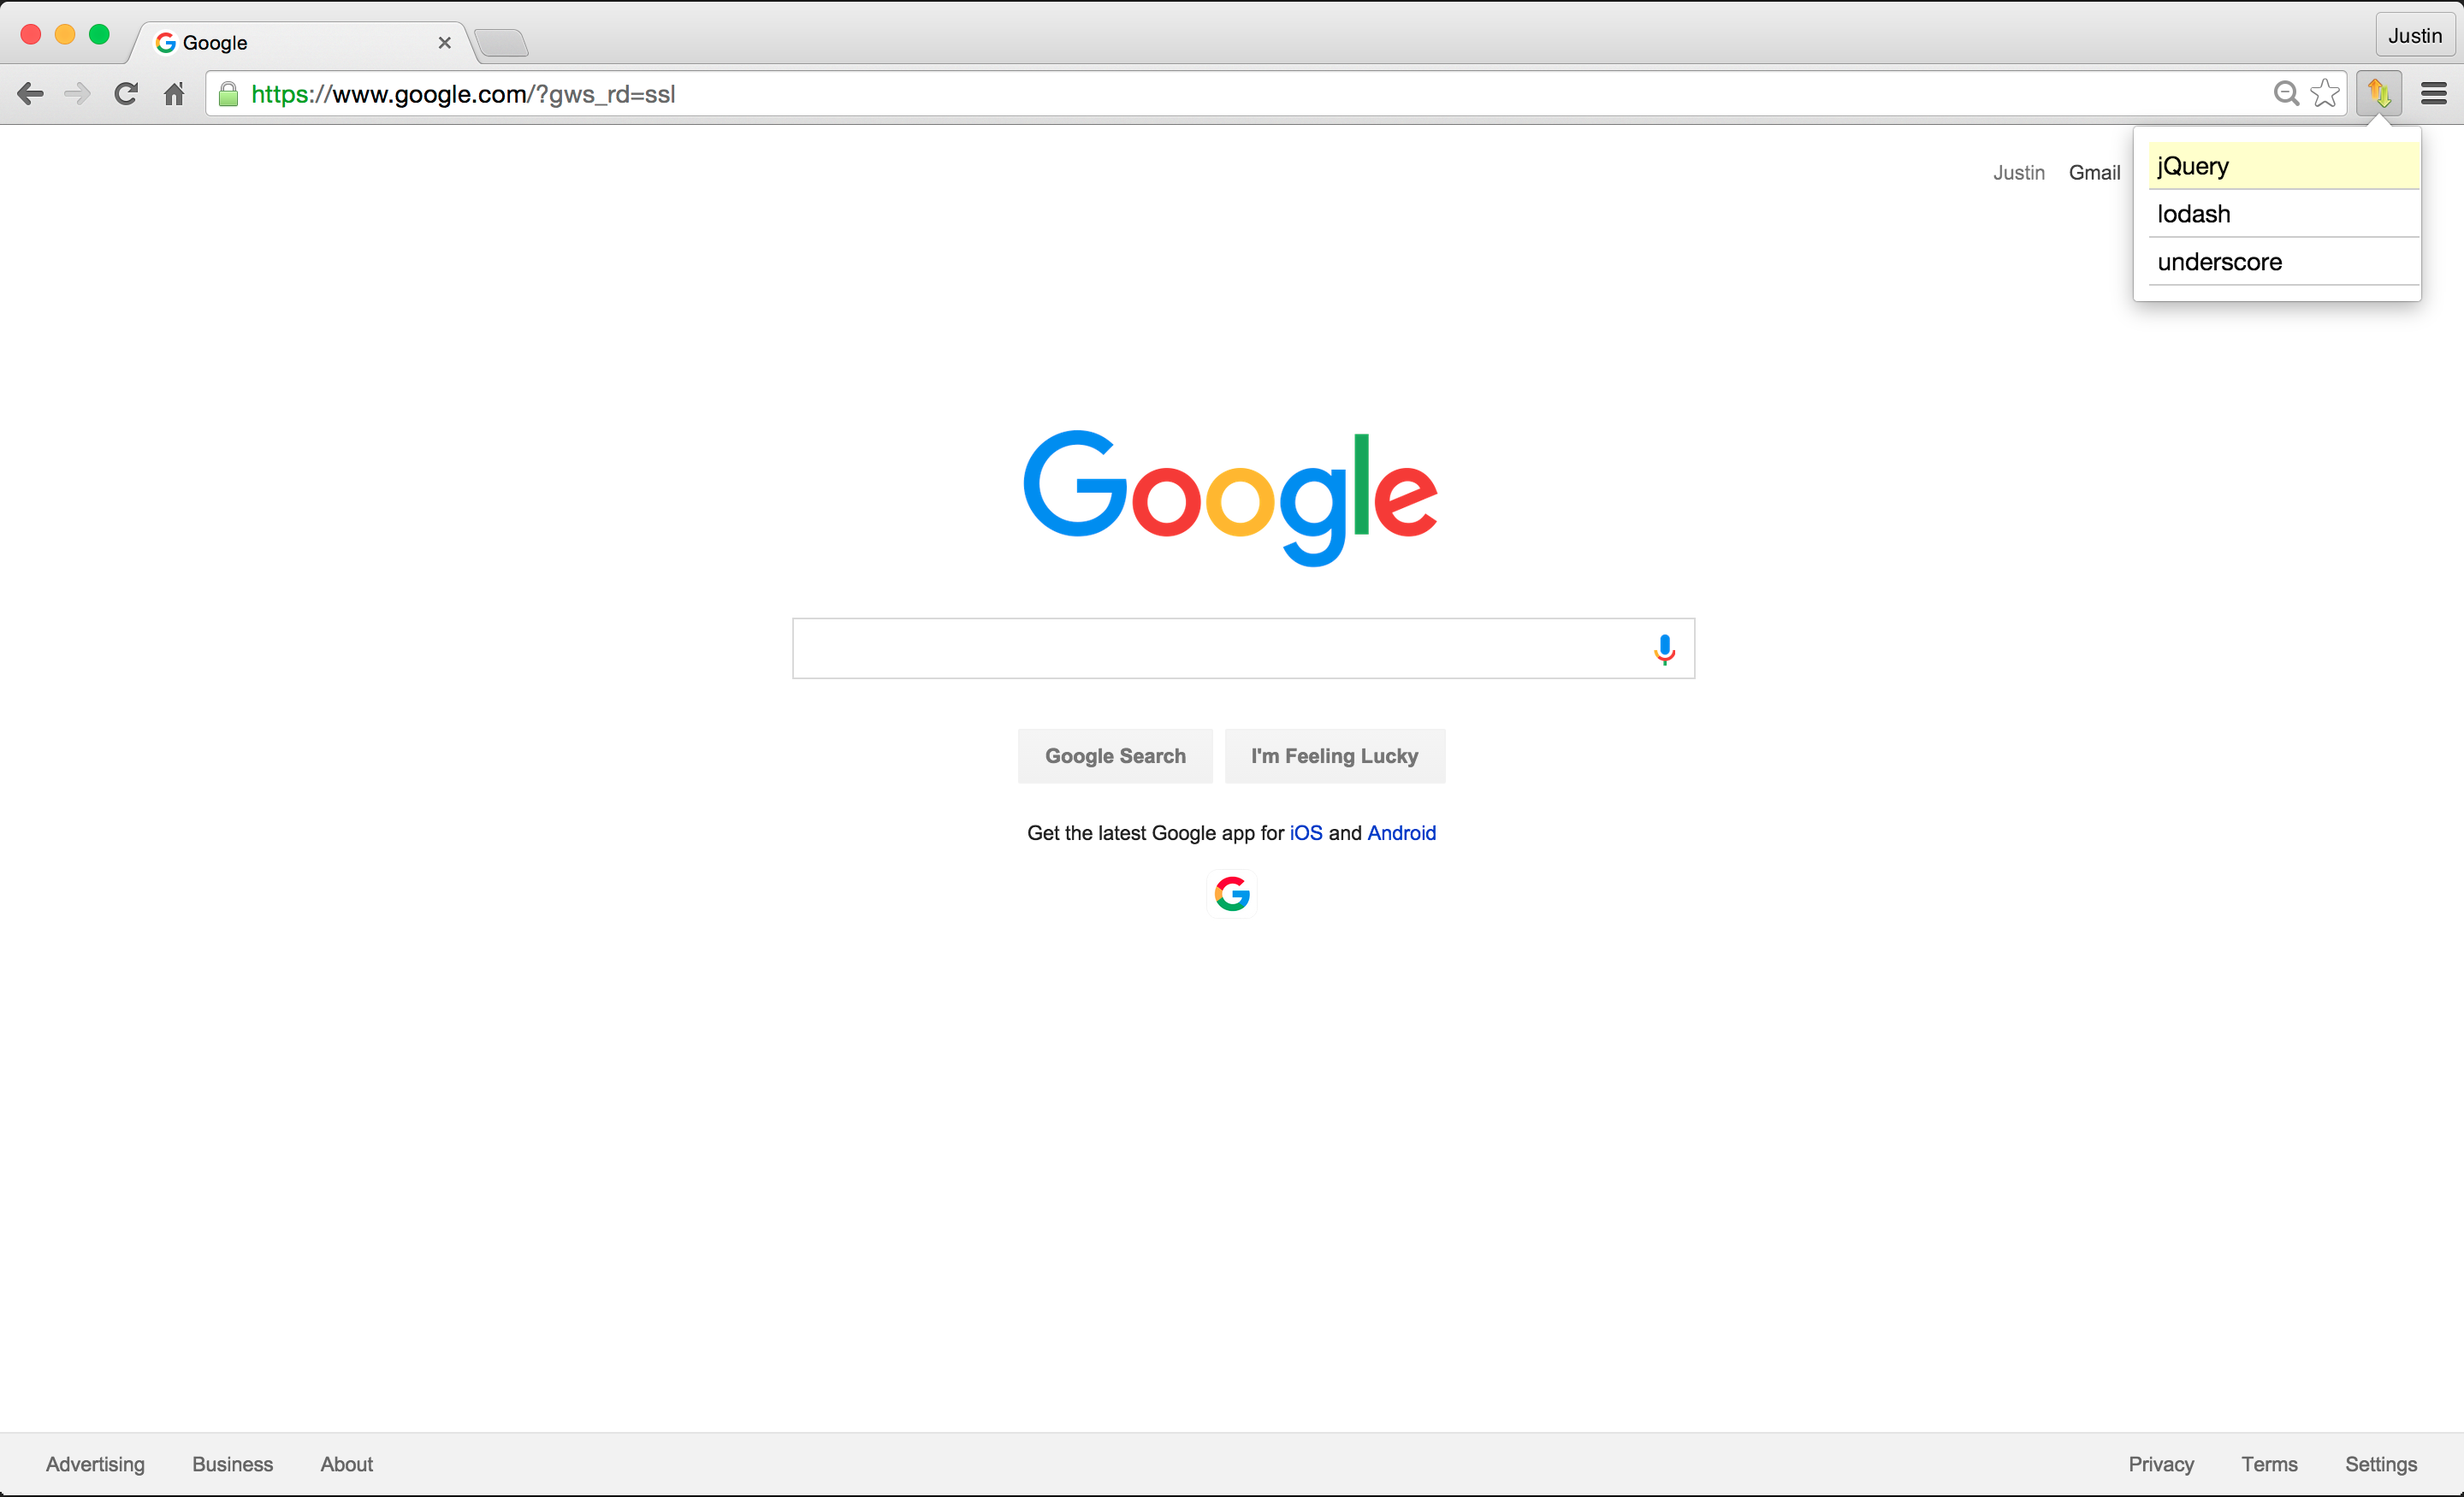 Google
Justin
https://www.google.com/?gws_rd=ssl
Justin Gmail
jQuery
lodash
underscore
Google
Google Search I'm Feeling Lucky
Get the latest Google app for iOS and Android
G
Advertising Business About Privacy Terms Settings